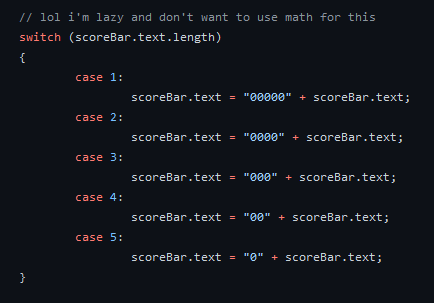 // lol i'm lazy and don't want to use math for this
switch (scoreBar.text.length)
{
case 1:
scoreBar.text = "00000" + scoreBar.text;
case 2:
scoreBar.text = "0000" + scoreBar.text;
case 3:
scoreBar.text = "000" + scoreBar.text;
case 4:
scoreBar.text = "00" + scoreBar.text;
case 5:
scoreBar.text = "0" + scoreBar.text;
}